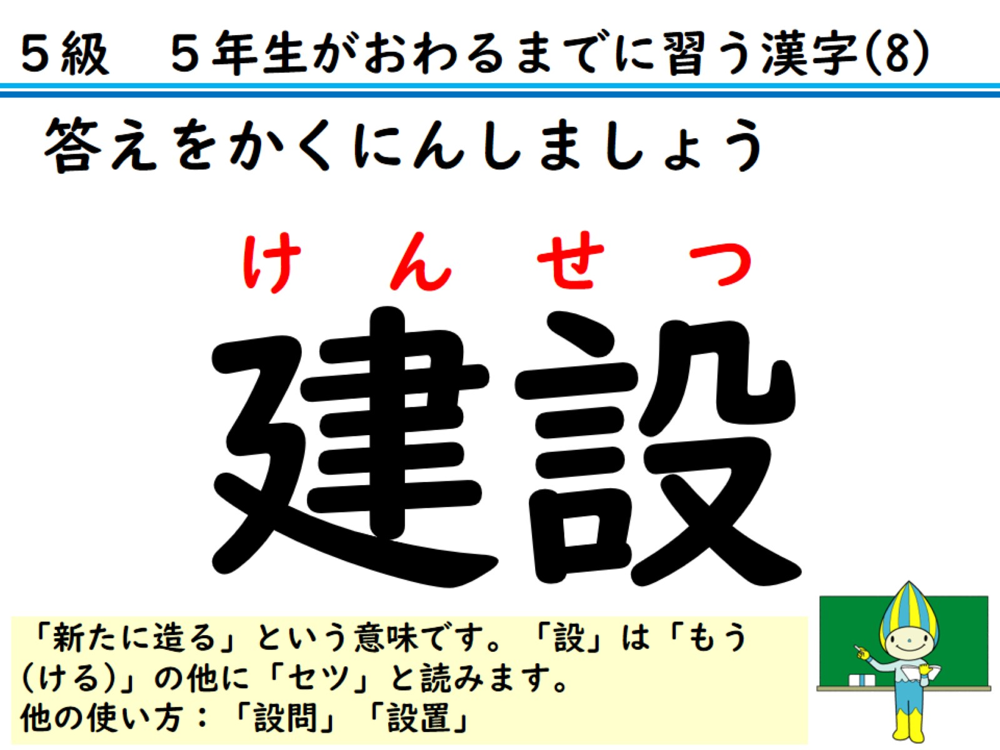 ５級　５年生がおわるまでに習う漢字(8)
答えをかくにんしましょう
けんせつ
建設
「新たに造る」という意味です。「設」は「もう
(ける)」の他に「セツ」と読みます。
他の使い方：「設問」「設置」